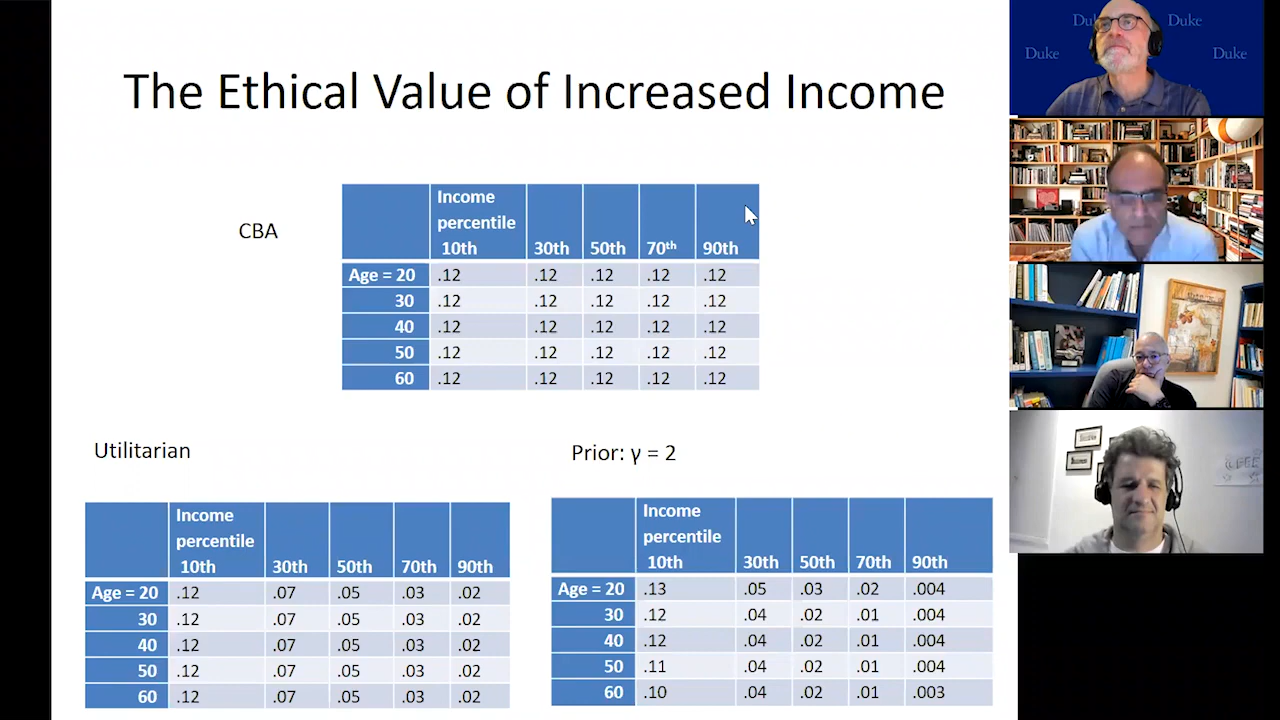 The Ethical Value of Increased Income
CBA
Income percentile 10th 30th 50th 70th 90th
Age = 20 .12 .12 .12 .12 .12
30 .12 .12 .12 .12 .12
40 .12 .12 .12 .12 .12
50 .12 .12 .12 .12 .12
60 .12 .12 .12 .12 .12
Utilitarian
Income percentile 10th 30th 50th 70th 90th
Age = 20 .12 .07 .05 .03 .02
30 .12 .07 .05 .03 .02
40 .12 .07 .05 .03 .02
50 .12 .07 .05 .03 .02
60 .12 .07 .05 .03 .02
Prior: γ = 2
Income percentile 10th 30th 50th 70th 90th
Age = 20 .13 .05 .03 .02 .004
30 .12 .04 .02 .01 .004
40 .12 .04 .02 .01 .004
50 .11 .04 .02 .01 .004
60 .10 .04 .02 .01 .003
Duke
Duke
Duke